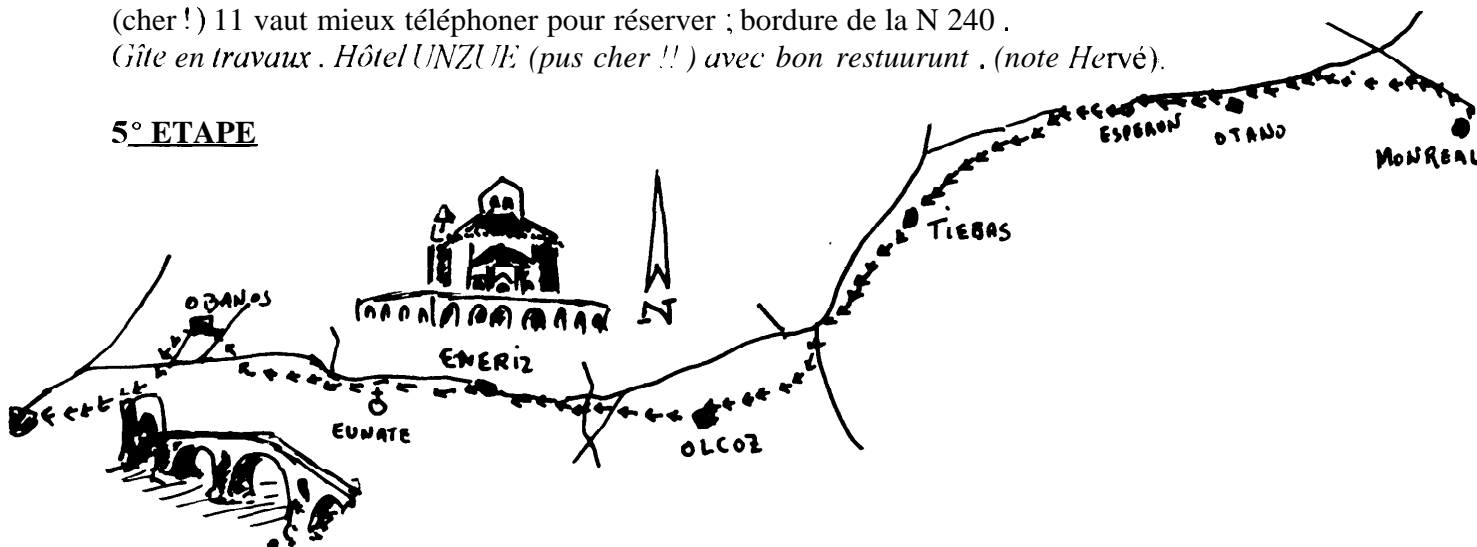 (cher !) 11 vaut mieux téléphoner pour réserver ; bordure de la N 240 .
Gîte en travaux . Hôtel UNZUE (pus cher !! ) avec bon restuurunt . (note Hervé).
5° ETAPE
ESPERON
OTANO
MONREAL
TIEBAS
OBANOS
N
ENERIZ
EUNATE
OLCOZ